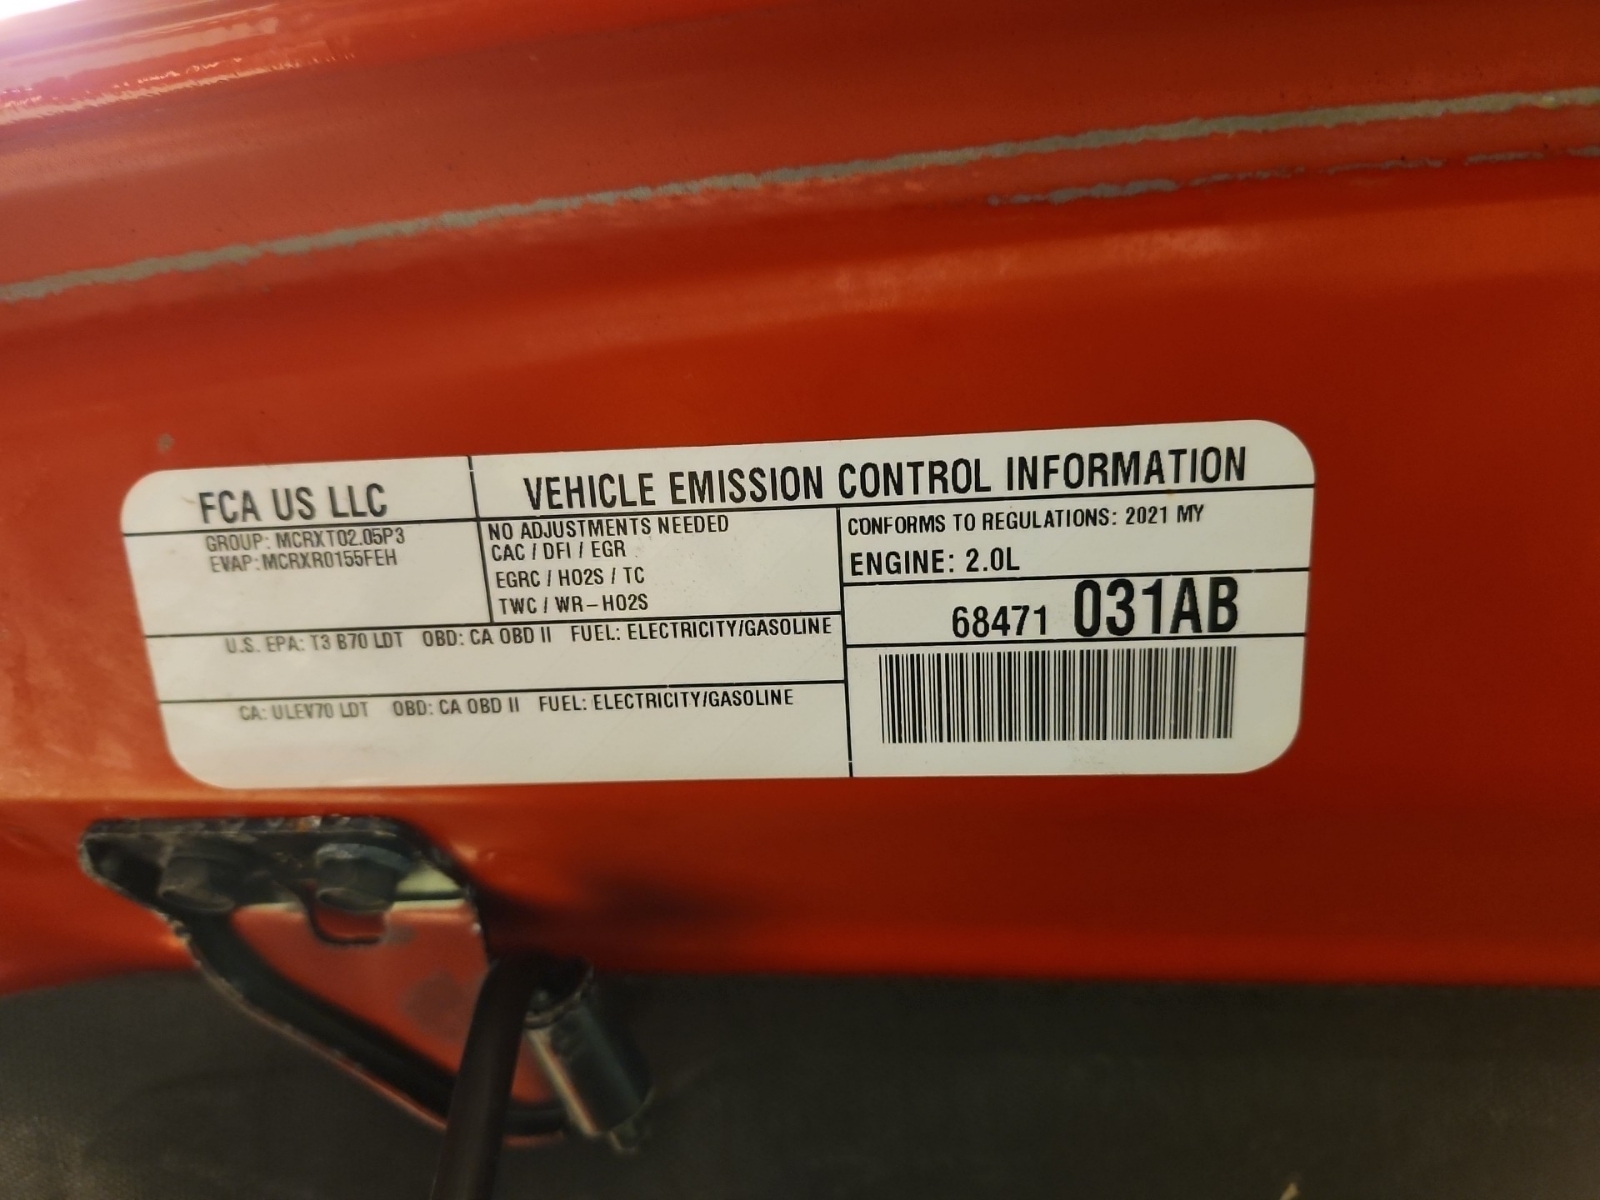 FCA US LLC
VEHICLE EMISSION CONTROL INFORMATION
GROUP: MCRXT02.05P3
EVAP: MCRXR0155FEH
NO ADJUSTMENTS NEEDED
CAC / DFI / EGR
EGRC / HO2S / TC
TWC / WR-HO2S
CONFORMS TO REGULATIONS: 2021 MY
ENGINE: 2.0L
68471 031AB
U.S. EPA: T3 B70 LDT OBD: CA OBD II FUEL: ELECTRICITY/GASOLINE
CA: ULEV70 LDT OBD: CA OBD II FUEL: ELECTRICITY/GASOLINE